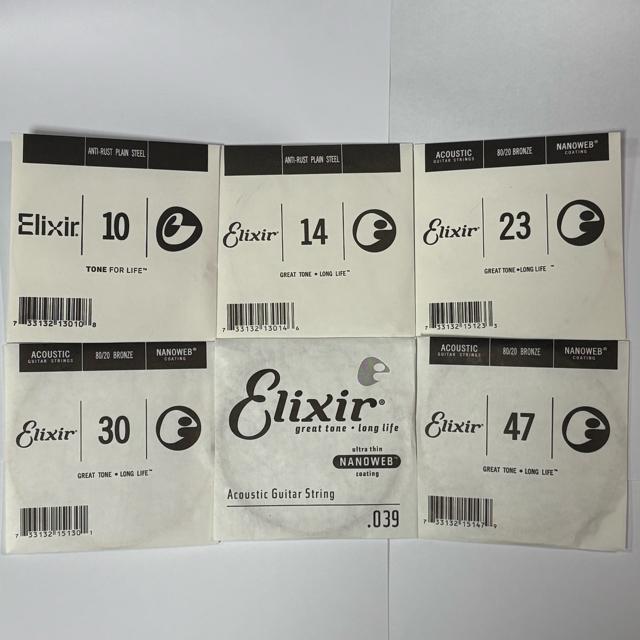 ANTI-RUST PLAIN STEEL
Elixir.
10
TONE FOR LIFE™
7 33132 13010 8
ANTI-RUST PLAIN STEEL
Elixir
14
GREAT TONE • LONG LIFE™
7 33132 13014 6
ACOUSTIC
GUITAR STRINGS
80/20 BRONZE
NANOWEB®
COATING
Elixir
23
GREAT TONE • LONG LIFE™
7 33132 15123 3
ACOUSTIC
GUITAR STRINGS
80/20 BRONZE
NANOWEB®
COATING
Elixir
30
GREAT TONE • LONG LIFE™
7 33132 15130 1
Elixir®
great tone • long life
ultra thin
NANOWEB™
coating
Acoustic Guitar String
.039
ACOUSTIC
GUITAR STRINGS
80/20 BRONZE
NANOWEB®
COATING
Elixir
47
GREAT TONE • LONG LIFE™
7 33132 15147 9